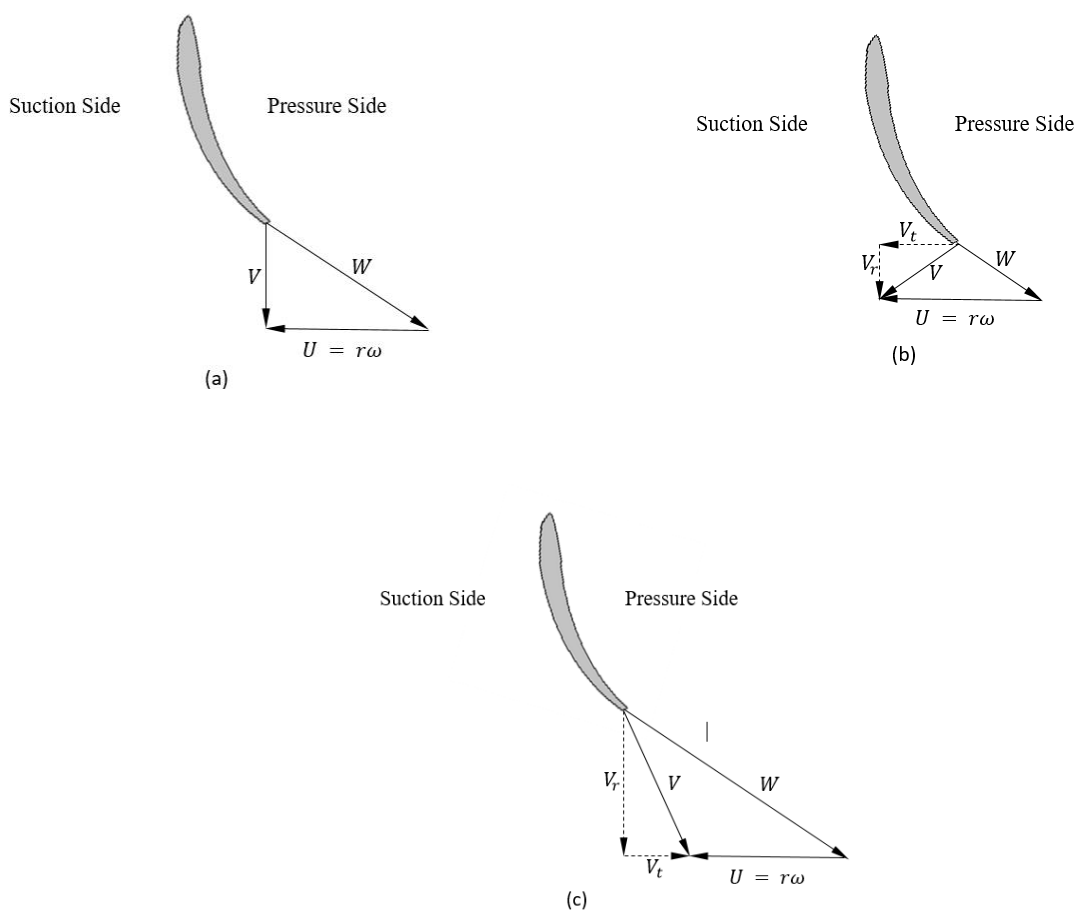 Suction Side
Pressure Side
V
W
U = rω
(a)
Suction Side
Pressure Side
V_t
V_r
V
W
U = rω
(b)
Suction Side
Pressure Side
V_r
V
W
V_t
U = rω
(c)